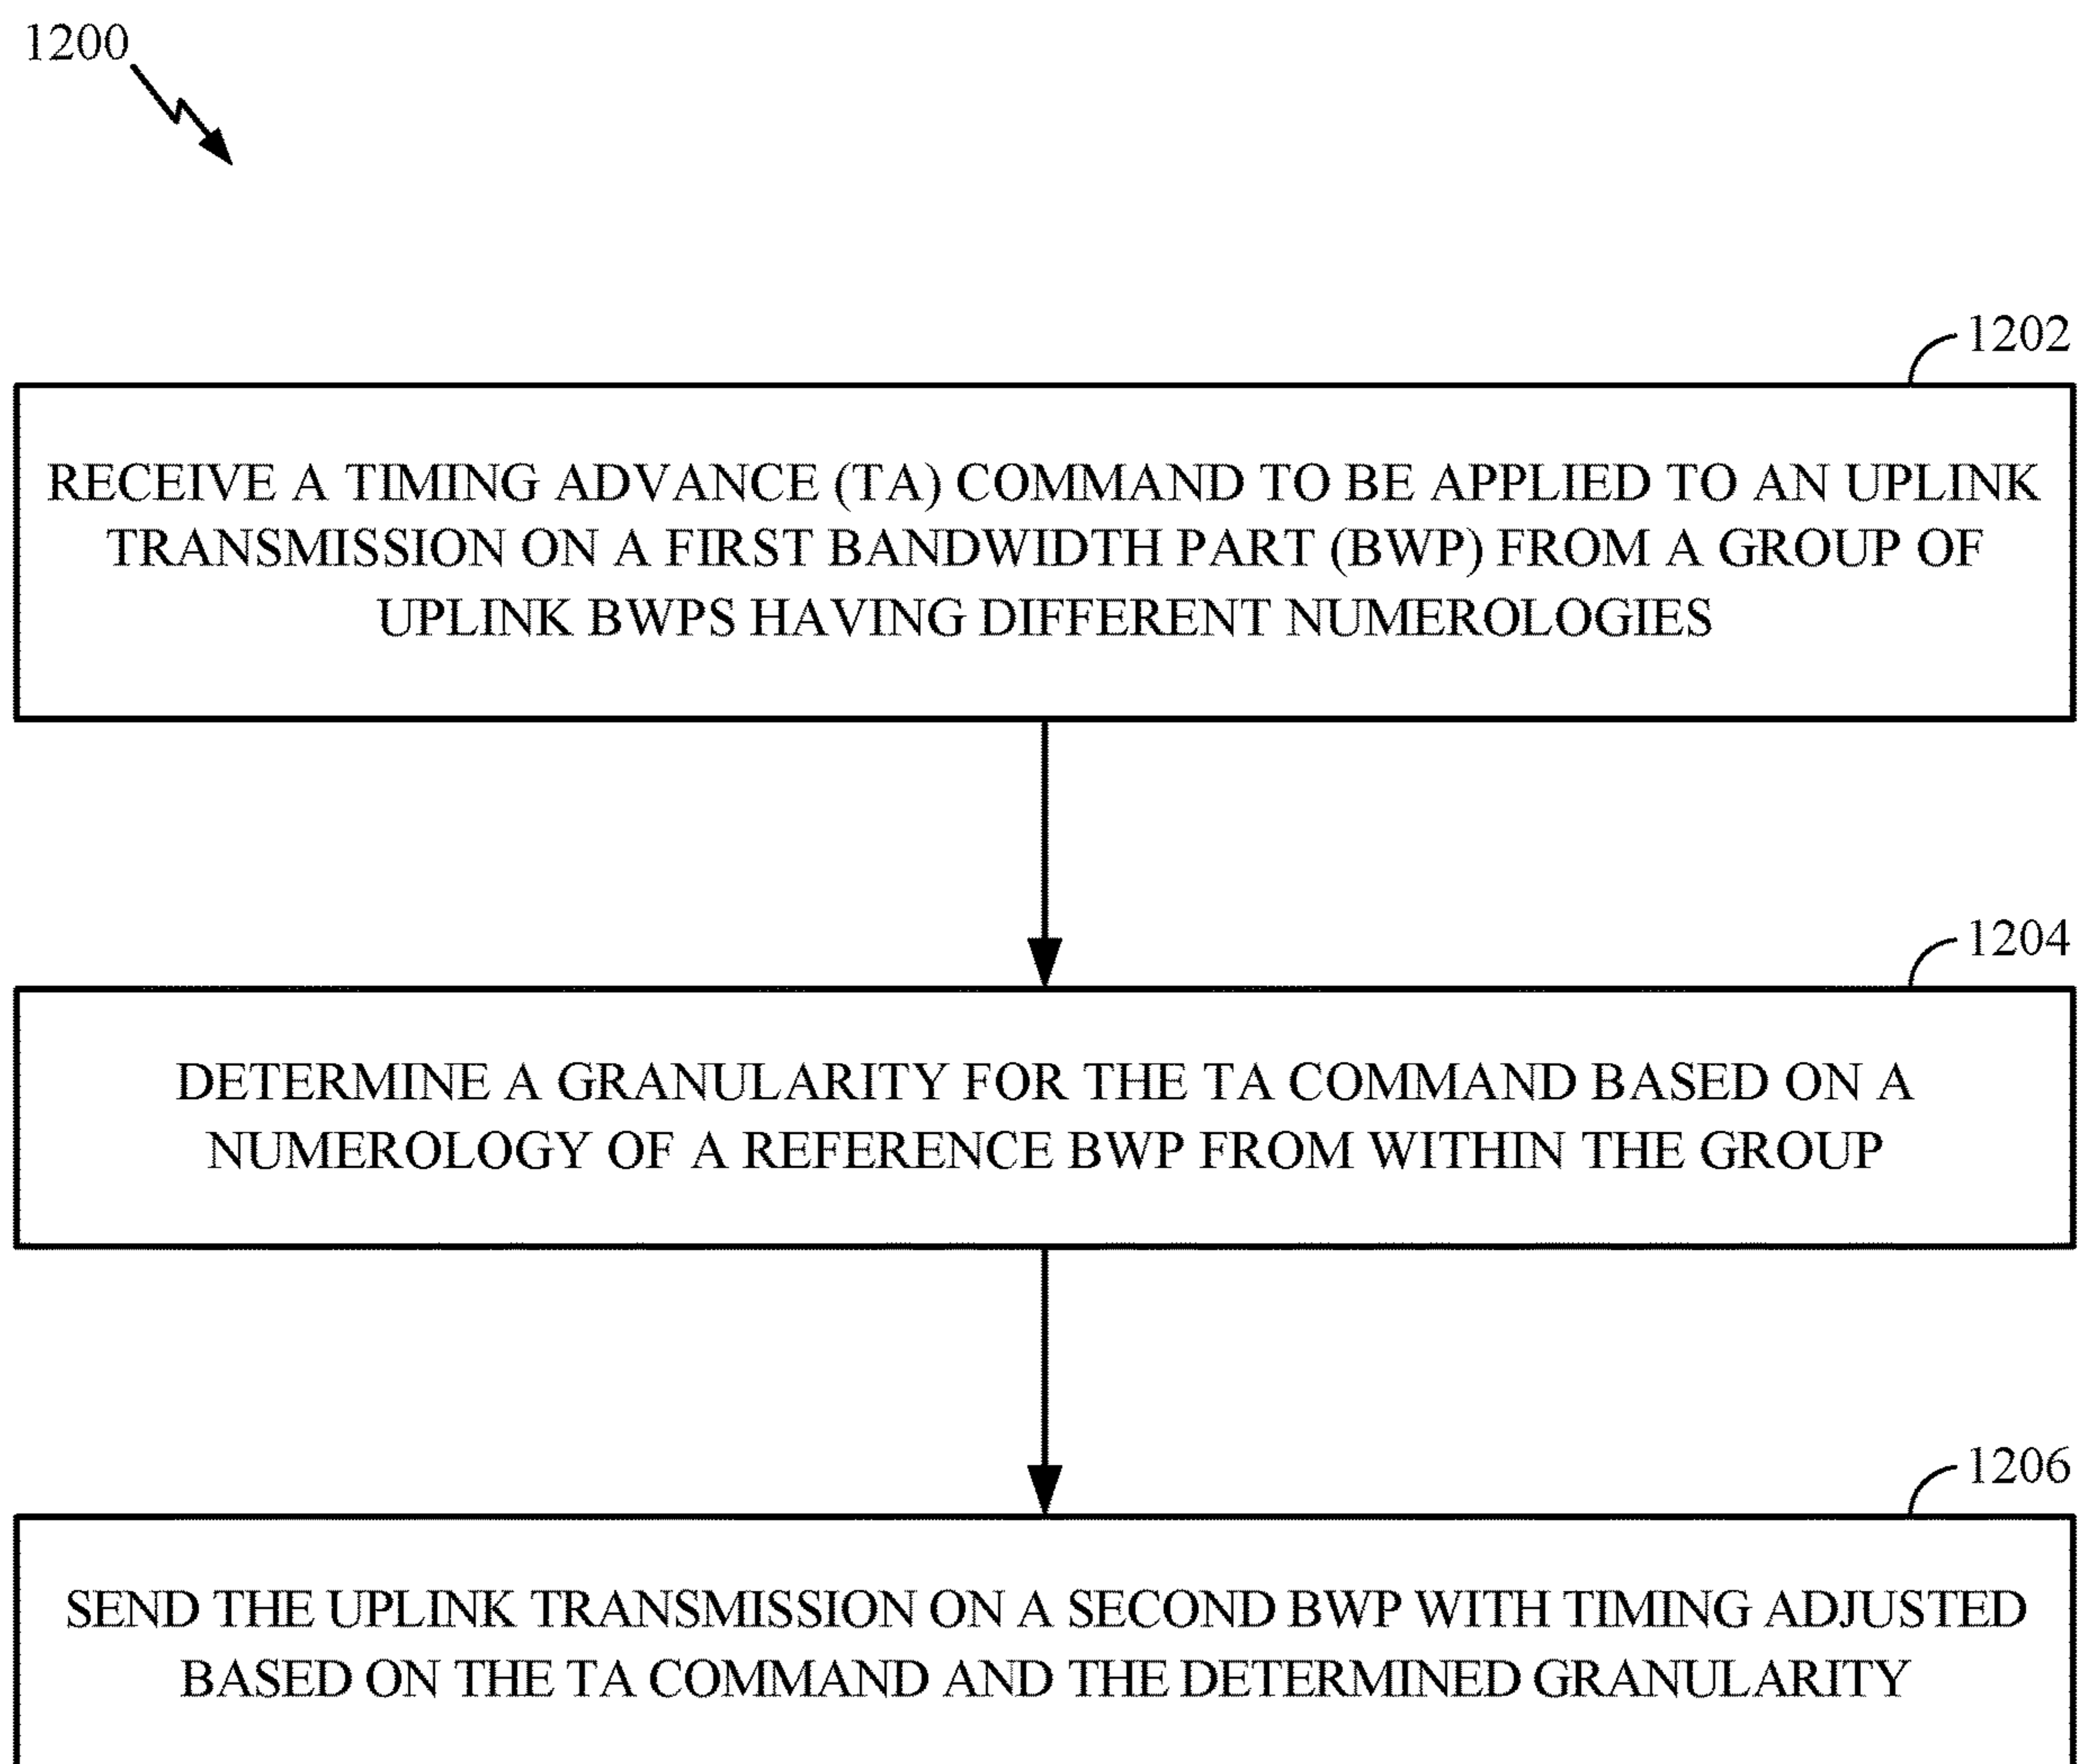 1200
1202
RECEIVE A TIMING ADVANCE (TA) COMMAND TO BE APPLIED TO AN UPLINK
TRANSMISSION ON A FIRST BANDWIDTH PART (BWP) FROM A GROUP OF
UPLINK BWPS HAVING DIFFERENT NUMEROLOGIES
1204
DETERMINE A GRANULARITY FOR THE TA COMMAND BASED ON A
NUMEROLOGY OF A REFERENCE BWP FROM WITHIN THE GROUP
1206
SEND THE UPLINK TRANSMISSION ON A SECOND BWP WITH TIMING ADJUSTED
BASED ON THE TA COMMAND AND THE DETERMINED GRANULARITY